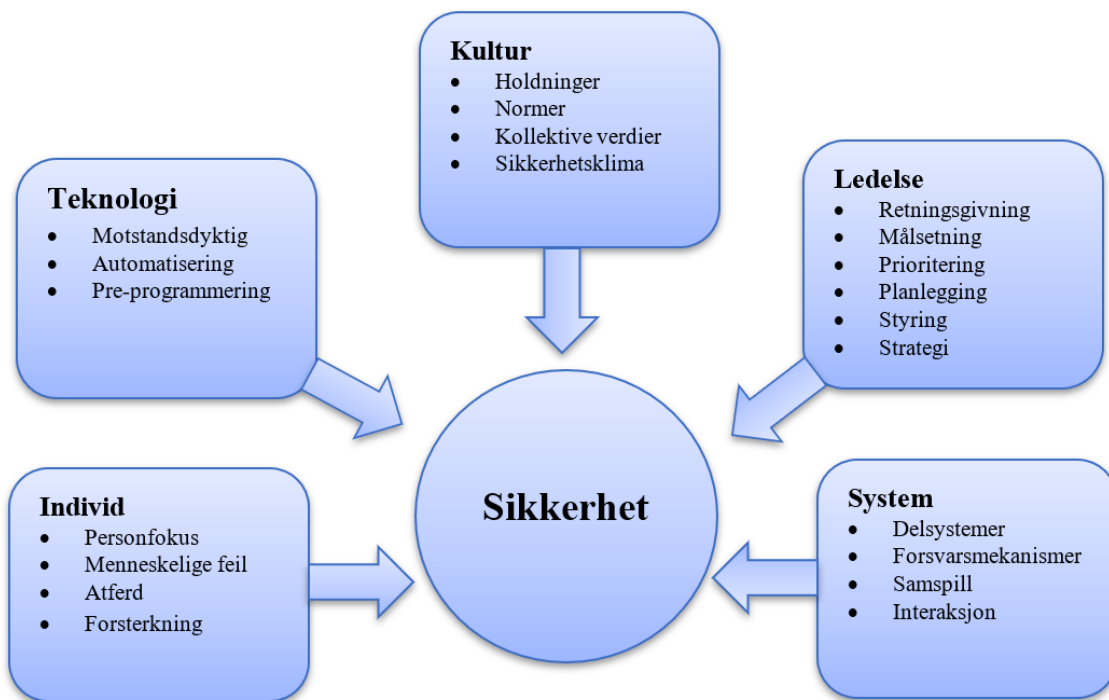 Kultur
• Holdninger
• Normer
• Kollektive verdier
• Sikkerhetsklima
Teknologi
• Motstandsdyktig
• Automatisering
• Pre-programmering
Ledelse
• Retningsgivning
• Målsetning
• Prioritering
• Planlegging
• Styring
• Strategi
Sikkerhet
Individ
• Personfokus
• Menneskelige feil
• Atferd
• Forsterkning
System
• Delsystemer
• Forsvarsmekanismer
• Samspill
• Interaksjon